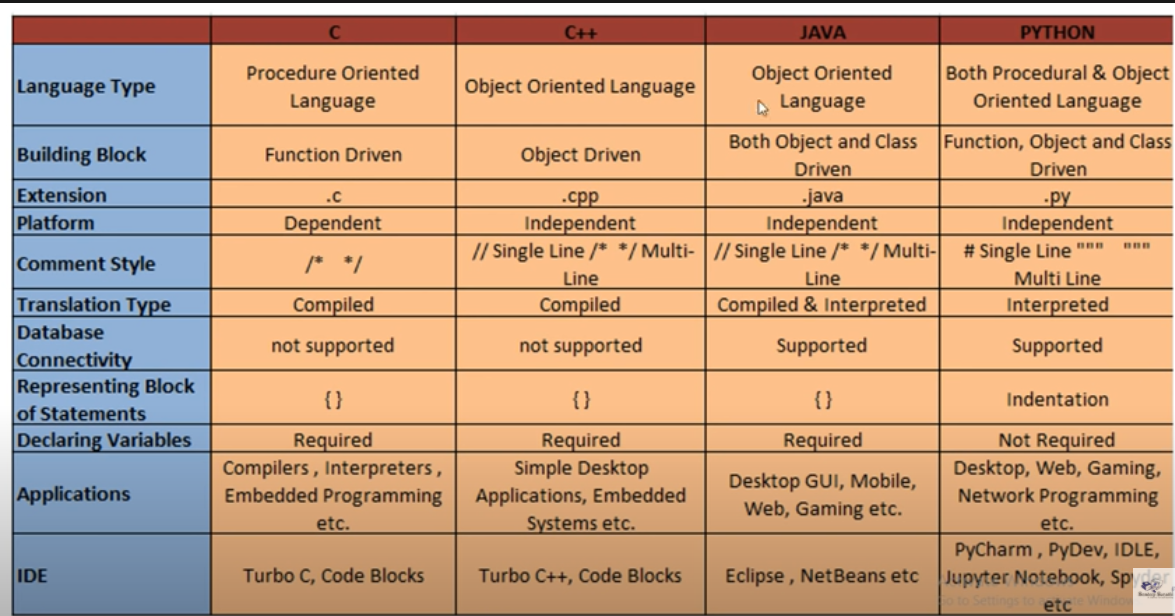 C C++ JAVA PYTHON
Language Type
Procedure Oriented
Language
Object Oriented Language
Object Oriented
Language
Both Procedural & Object
Oriented Language
Building Block
Function Driven
Object Driven
Both Object and Class
Driven
Function, Object and Class
Driven
Extension .c .cpp .java .py
Platform Dependent Independent Independent Independent
Comment Style
/* */
// Single Line /* */ Multi-
Line
// Single Line /* */ Multi-
Line
# Single Line """ """
Multi Line
Translation Type Compiled Compiled Compiled & Interpreted Interpreted
Database
Connectivity
not supported
not supported
Supported
Supported
Representing Block
of Statements
{ }
{ }
{ }
Indentation
Declaring Variables Required Required Required Not Required
Applications
Compilers , Interpreters ,
Embedded Programming
etc.
Simple Desktop
Applications, Embedded
Systems etc.
Desktop GUI, Mobile,
Web, Gaming etc.
Desktop, Web, Gaming,
Network Programming
etc.
IDE
Turbo C, Code Blocks
Turbo C++, Code Blocks
Eclipse , NetBeans etc
PyCharm , PyDev, IDLE,
Jupyter Notebook, Spyder
etc
Go to Settings to activate Window